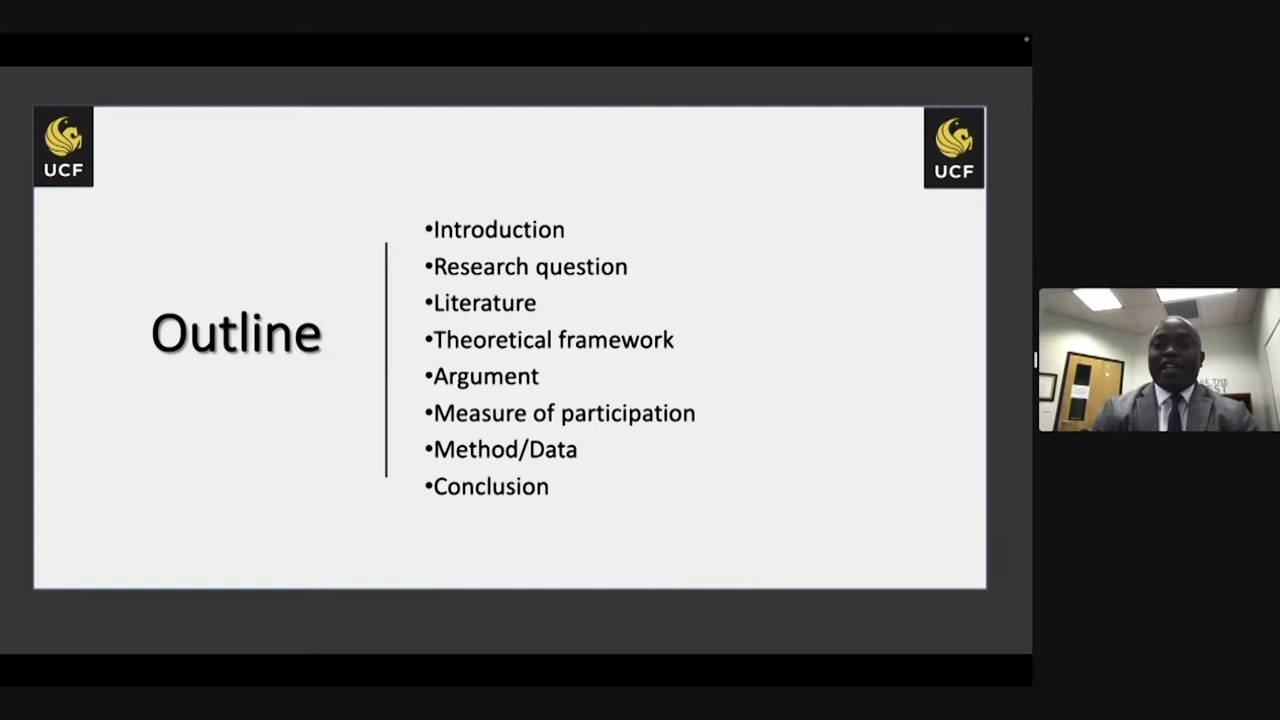 UCF
UCF
Outline
•Introduction
•Research question
•Literature
•Theoretical framework
•Argument
•Measure of participation
•Method/Data
•Conclusion